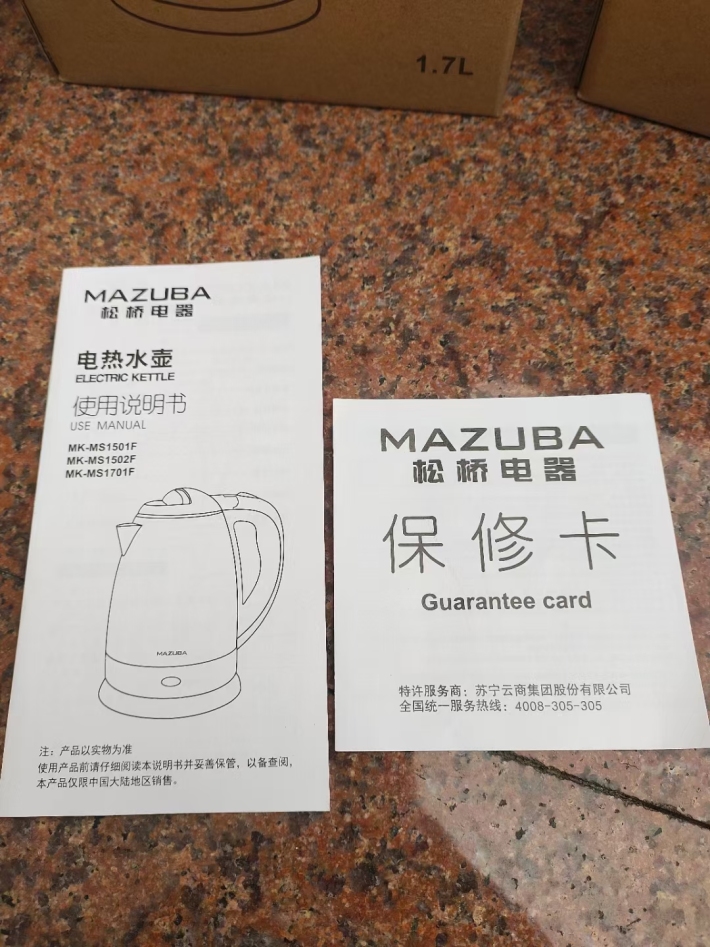 1.7L
MAZUBA
松桥电器
电热水壶
ELECTRIC KETTLE
使用说明书
USE MANUAL
MK-MS1501F
MK-MS1502F
MK-MS1701F
MAZUBA
注：产品以实物为准
使用产品前请仔细阅读本说明书并妥善保管，以备查阅，
本产品仅限中国大陆地区销售。
MAZUBA
松桥电器
保修卡
Guarantee card
特许服务商：苏宁云商集团股份有限公司
全国统一服务热线：4008-305-305